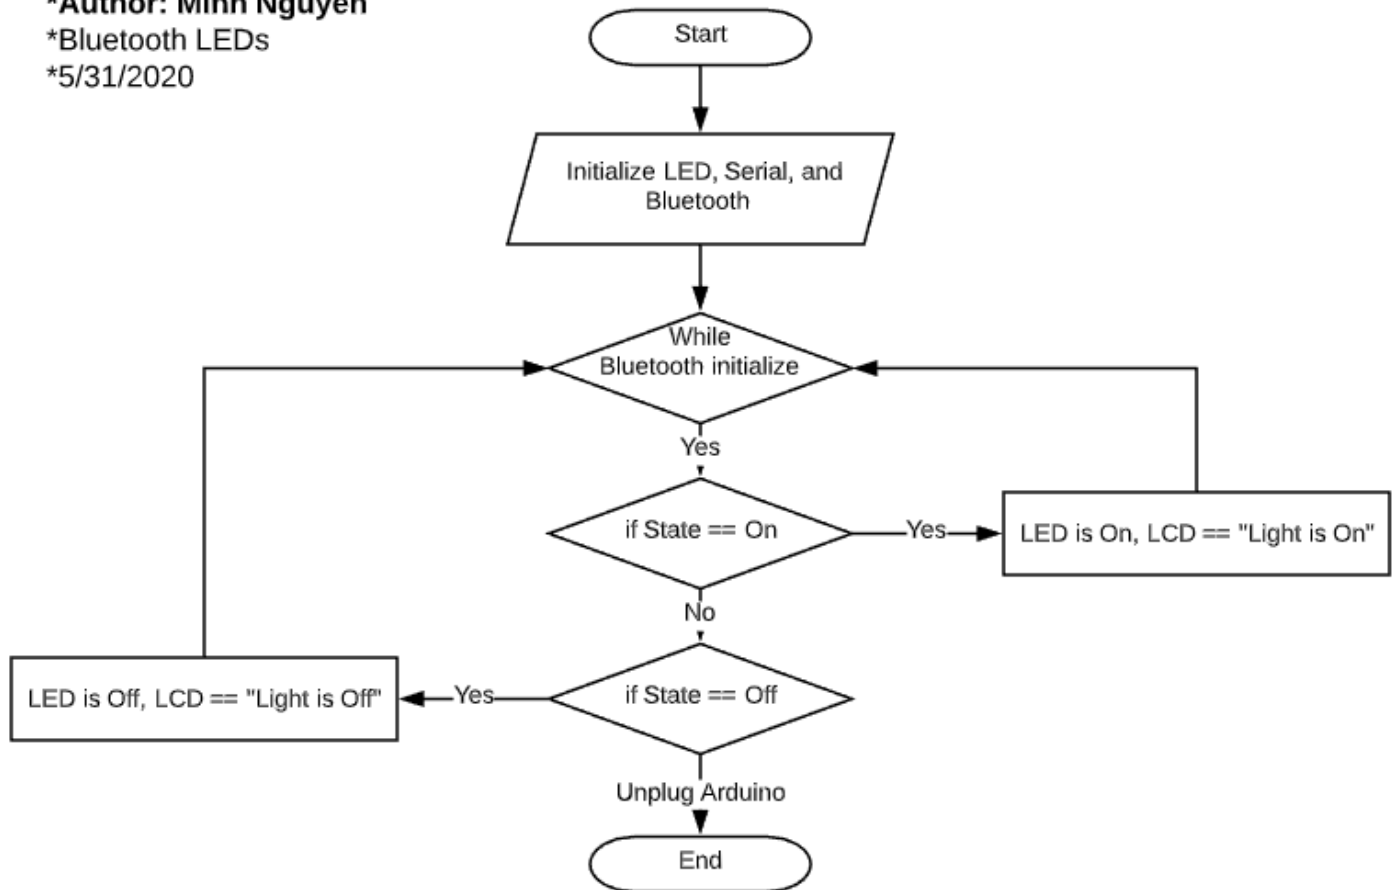 *Author: Minh Nguyen
*Bluetooth LEDs
*5/31/2020
Start
Initialize LED, Serial, and
Bluetooth
While
Bluetooth initialize
Yes
if State == On
Yes
LED is On, LCD == "Light is On"
No
if State == Off
Yes
LED is Off, LCD == "Light is Off"
Unplug Arduino
End